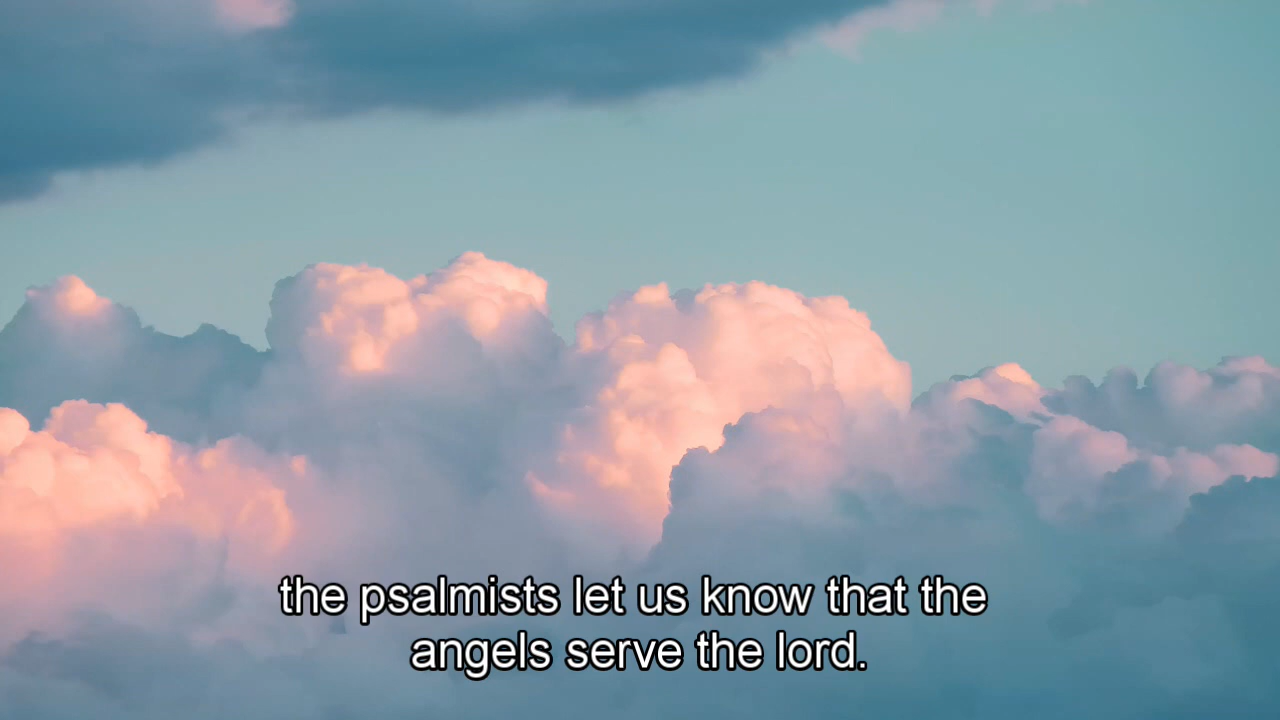 the psalmists let us know that the
angels serve the lord.